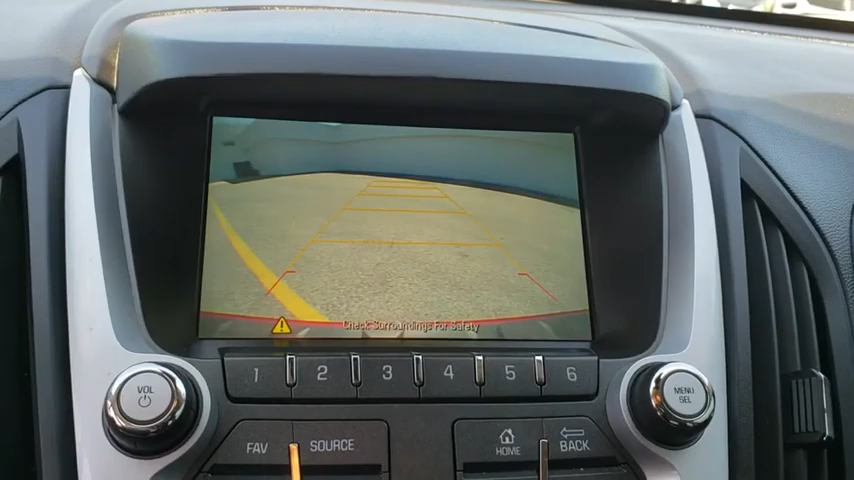 Check Surroundings For Safety
VOL
1 2 3 4 5 6
MENU
SEL
FAV SOURCE
HOME BACK